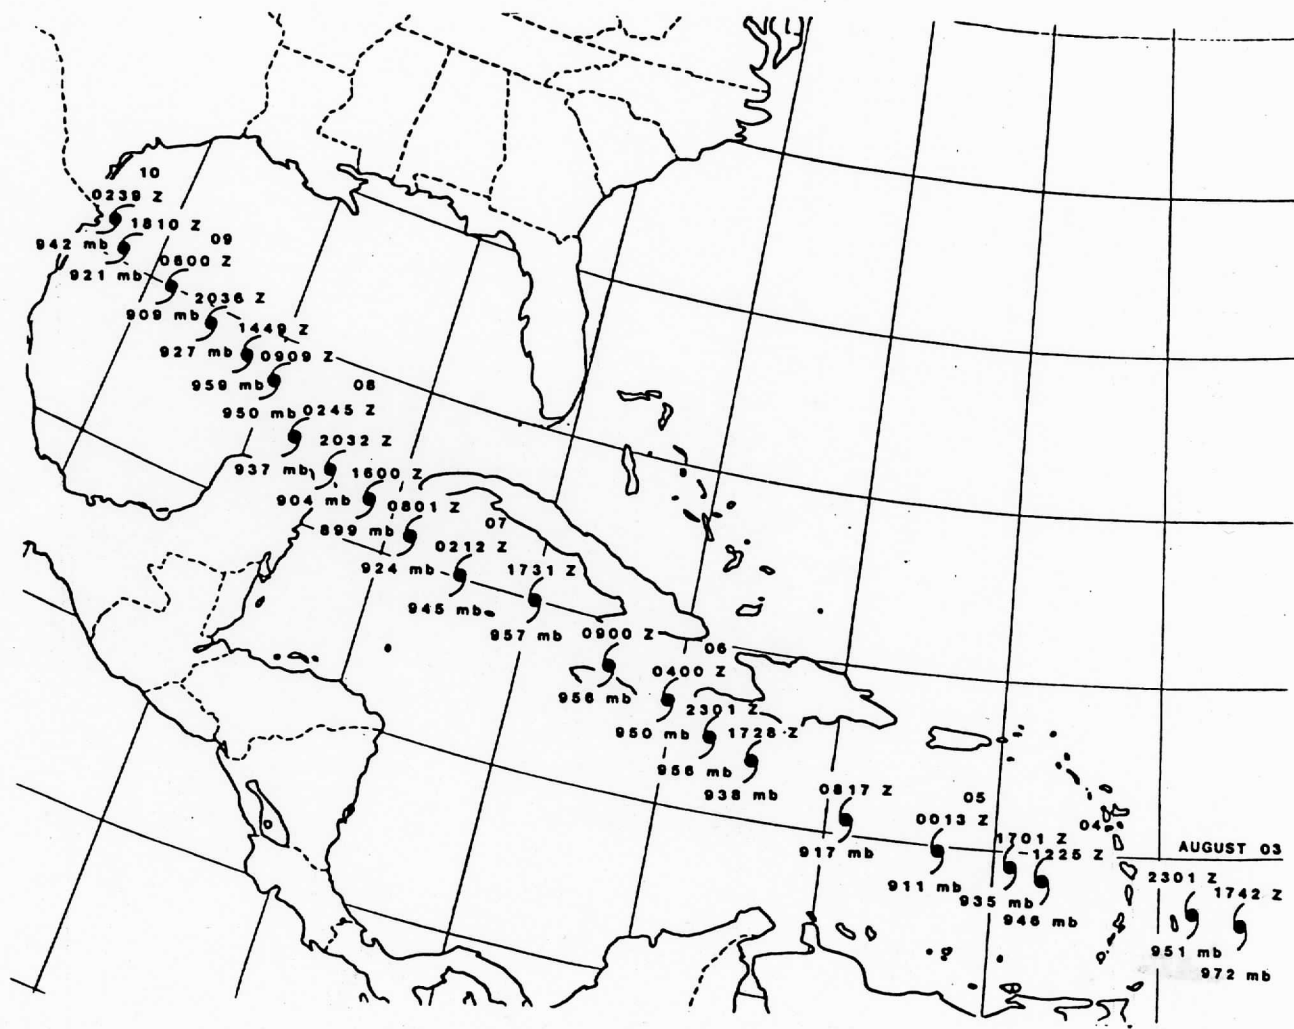 10
0239 Z
1810 Z
942 mb
09
0600 Z
921 mb
2036 Z
909 mb
1449 Z
927 mb
0909 Z
959 mb
08
950 mb
0245 Z
2032 Z
937 mb
1600 Z
904 mb
0801 Z
899 mb
07
0212 Z
924 mb
1731 Z
945 mb
957 mb
0900 Z
06
0400 Z
956 mb
2301 Z
950 mb
1728 Z
956 mb
938 mb
0817 Z
05
0013 Z
917 mb
04
1701 Z
1225 Z
911 mb
935 mb
946 mb
AUGUST 03
2301 Z
1742 Z
951 mb
972 mb